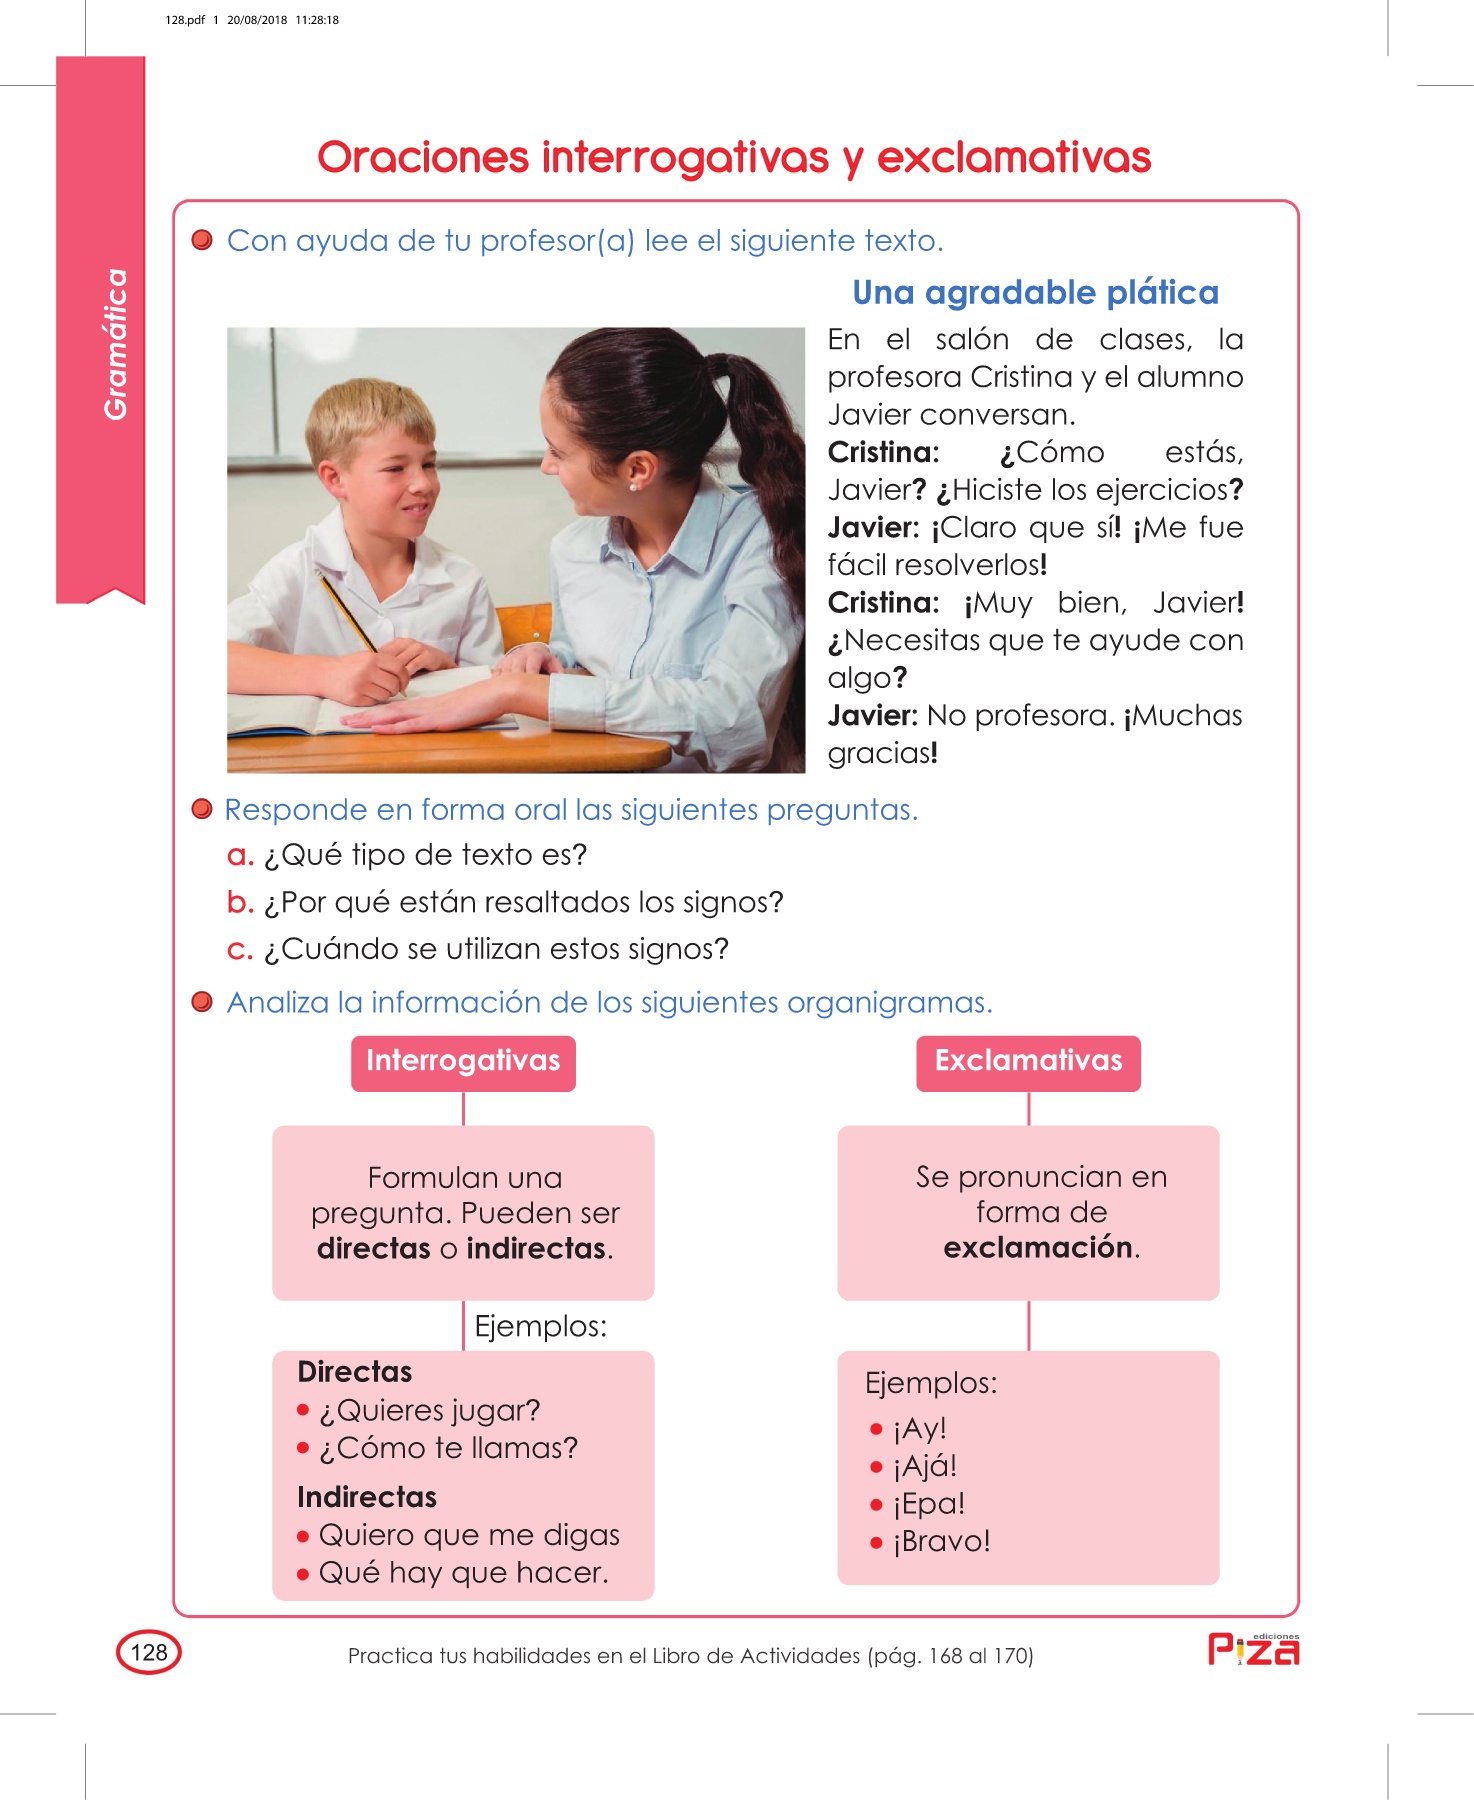 128.pdf 1 20/08/2018 11:28:18
Gramática
Oraciones interrogativas y exclamativas
Con ayuda de tu profesor(a) lee el siguiente texto.
Una agradable plática
En el salón de clases, la
profesora Cristina y el alumno
Javier conversan.
Cristina: ¿Cómo estás,
Javier? ¿Hiciste los ejercicios?
Javier: ¡Claro que sí! ¡Me fue
fácil resolverlos!
Cristina: ¡Muy bien, Javier!
¿Necesitas que te ayude con
algo?
Javier: No profesora. ¡Muchas
gracias!
Responde en forma oral las siguientes preguntas.
a. ¿Qué tipo de texto es?
b. ¿Por qué están resaltados los signos?
c. ¿Cuándo se utilizan estos signos?
Analiza la información de los siguientes organigramas.
Interrogativas
Formulan una
pregunta. Pueden ser
directas o indirectas.
Ejemplos:
Directas
• ¿Quieres jugar?
• ¿Cómo te llamas?
Indirectas
• Quiero que me digas
• Qué hay que hacer.
Exclamativas
Se pronuncian en
forma de
exclamación.
Ejemplos:
• ¡Ay!
• ¡Ajá!
• ¡Epa!
• ¡Bravo!
128
Practica tus habilidades en el Libro de Actividades (pág. 168 al 170)
ediciones
Piza